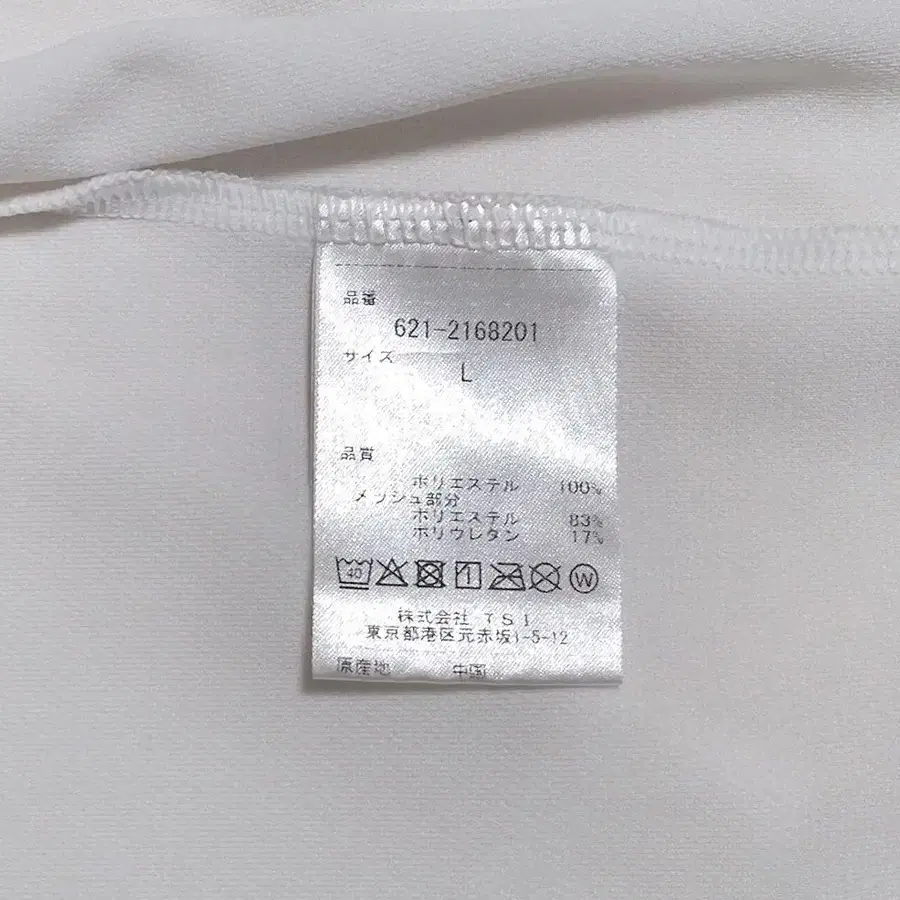 品番
621-2168201
サイズ
L
品質
ポリエステル 100%
メッシュ部分
ポリエステル 83%
ポリウレタン 17%
40 1 W
株式会社 TSI
東京都港区元赤坂1-5-12
原産地 中国